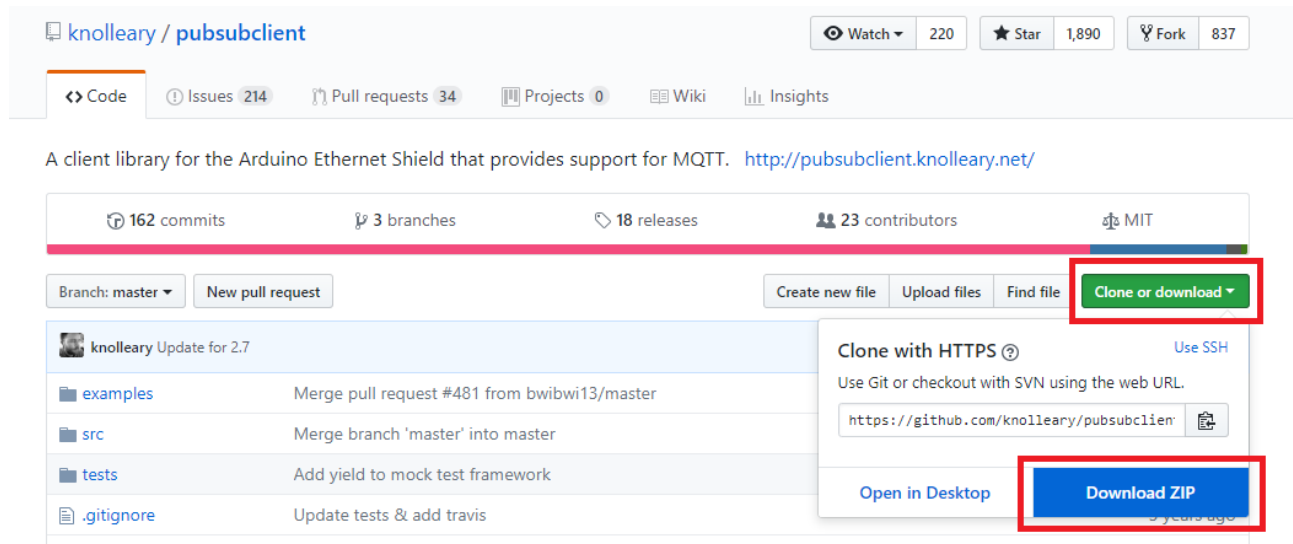 knolleary / pubsubclient
Watch 220 Star 1,890 Fork 837
Code Issues 214 Pull requests 34 Projects 0 Wiki Insights
A client library for the Arduino Ethernet Shield that provides support for MQTT. http://pubsubclient.knolleary.net/
162 commits 3 branches 18 releases 23 contributors MIT
Branch: master New pull request Create new file Upload files Find file Clone or download
knolleary Update for 2.7
Clone with HTTPS Use SSH
Use Git or checkout with SVN using the web URL.
https://github.com/knolleary/pubsubclien
examples Merge pull request #481 from bwibwi13/master
src Merge branch 'master' into master
tests Add yield to mock test framework
Open in Desktop Download ZIP
.gitignore Update tests & add travis
years ago